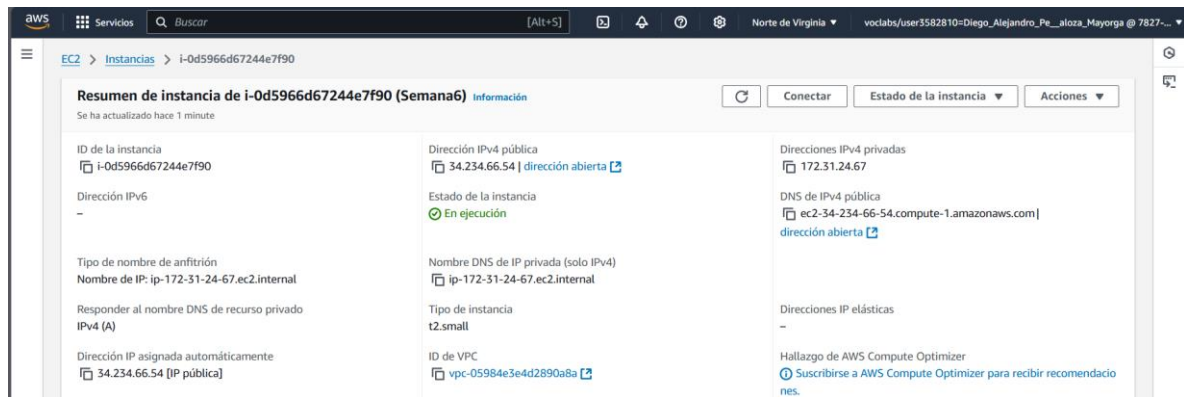 aws
Servicios
Buscar
[Alt+S]
Norte de Virginia
voclabs/user3582810=Diego_Alejandro_Pe__aloza_Mayorga @ 7827-...
EC2 > Instancias > i-0d5966d67244e7f90
Resumen de instancia de i-0d5966d67244e7f90 (Semana6) Información
Se ha actualizado hace 1 minute
Conectar
Estado de la instancia
Acciones
ID de la instancia
i-0d5966d67244e7f90
Dirección IPv4 pública
34.234.66.54 | dirección abierta
Direcciones IPv4 privadas
172.31.24.67
Dirección IPv6
–
Estado de la instancia
En ejecución
DNS de IPv4 pública
ec2-34-234-66-54.compute-1.amazonaws.com |
dirección abierta
Tipo de nombre de anfitrión
Nombre de IP: ip-172-31-24-67.ec2.internal
Nombre DNS de IP privada (solo IPv4)
ip-172-31-24-67.ec2.internal
Responder al nombre DNS de recurso privado
IPv4 (A)
Tipo de instancia
t2.small
Direcciones IP elásticas
–
Dirección IP asignada automáticamente
34.234.66.54 [IP pública]
ID de VPC
vpc-05984e3e4d2890a8a
Hallazgo de AWS Compute Optimizer
Suscribirse a AWS Compute Optimizer para recibir recomendacio
nes.